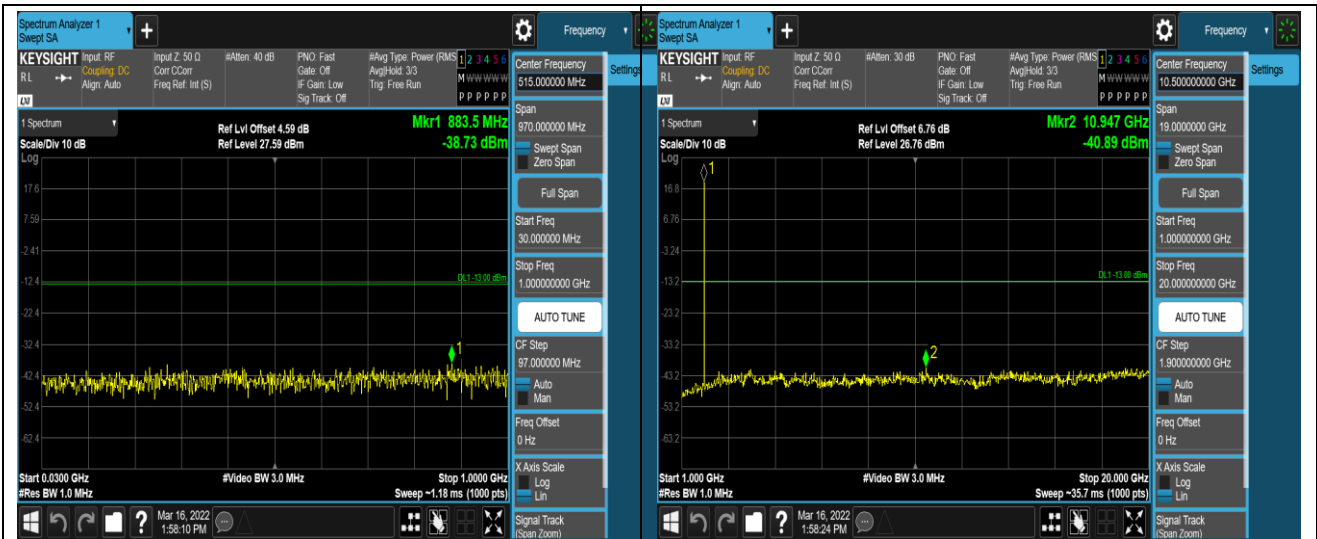 Spectrum Analyzer 1
Swept SA
+
Frequency
KEYSIGHT
RL
LXI
Input: RF
Coupling: DC
Align: Auto
Input Z: 50 Ω
Corr CCorr
Freq Ref: Int (S)
#Atten: 40 dB
PNO: Fast
Gate: Off
IF Gain: Low
Sig Track: Off
#Avg Type: Power (RMS
Avg|Hold: 3/3
Trig: Free Run
1 2 3 4 5 6
M W W W W W
P P P P P P
1 Spectrum
Scale/Div 10 dB
Log
Ref Lvl Offset 4.59 dB
Ref Level 27.59 dBm
Mkr1 883.5 MHz
-38.73 dBm
17.6
7.59
-2.41
-12.4
-22.4
-32.4
-42.4
-52.4
-62.4
DL1 -13.00 dBm
1
Start 0.0300 GHz
#Res BW 1.0 MHz
#Video BW 3.0 MHz
Stop 1.0000 GHz
Sweep ~1.18 ms (1000 pts)
Mar 16, 2022
1:58:10 PM
Center Frequency
515.000000 MHz
Settings
Span
970.000000 MHz
Swept Span
Zero Span
Full Span
Start Freq
30.000000 MHz
Stop Freq
1.000000000 GHz
AUTO TUNE
CF Step
97.000000 MHz
Auto
Man
Freq Offset
0 Hz
X Axis Scale
Log
Lin
Signal Track
(Span Zoom)
Spectrum Analyzer 1
Swept SA
+
Frequency
KEYSIGHT
RL
LXI
Input: RF
Coupling: DC
Align: Auto
Input Z: 50 Ω
Corr CCorr
Freq Ref: Int (S)
#Atten: 30 dB
PNO: Fast
Gate: Off
IF Gain: Low
Sig Track: Off
#Avg Type: Power (RMS
Avg|Hold: 3/3
Trig: Free Run
1 2 3 4 5 6
M W W W W W
P P P P P P
1 Spectrum
Scale/Div 10 dB
Log
Ref Lvl Offset 6.76 dB
Ref Level 26.76 dBm
Mkr2 10.947 GHz
-40.89 dBm
1
16.8
6.76
-3.24
-13.2
-23.2
-33.2
-43.2
-53.2
-63.2
DL1 -13.00 dBm
2
Start 1.000 GHz
#Res BW 1.0 MHz
#Video BW 3.0 MHz
Stop 20.000 GHz
Sweep ~35.7 ms (1000 pts)
Mar 16, 2022
1:58:24 PM
Center Frequency
10.500000000 GHz
Settings
Span
19.0000000 GHz
Swept Span
Zero Span
Full Span
Start Freq
1.000000000 GHz
Stop Freq
20.000000000 GHz
AUTO TUNE
CF Step
1.900000000 GHz
Auto
Man
Freq Offset
0 Hz
X Axis Scale
Log
Lin
Signal Track
(Span Zoom)